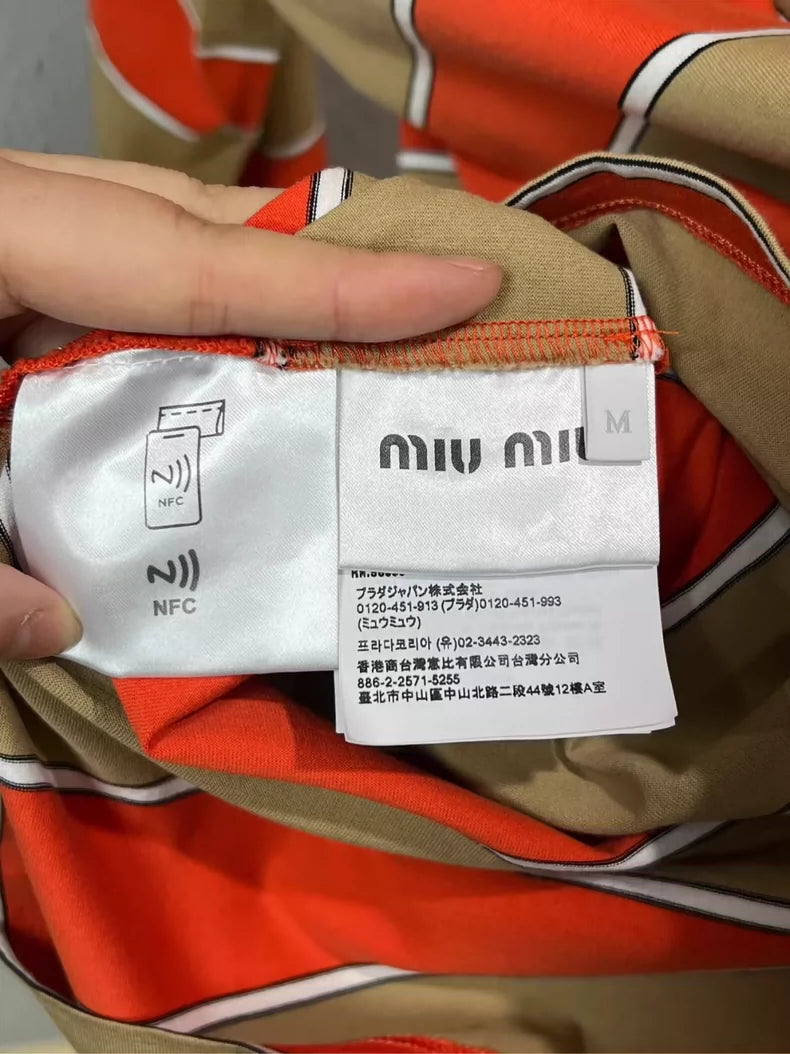 NFC
NFC
miu miu
M
プラダジャパン株式会社
0120-451-913 (プラダ)0120-451-993
(ミュウミュウ)
프라다코리아 (유)02-3443-2323
香港商台灣惠比有限公司台灣分公司
886-2-2571-5255
臺北市中山區中山北路二段44號12樓A室